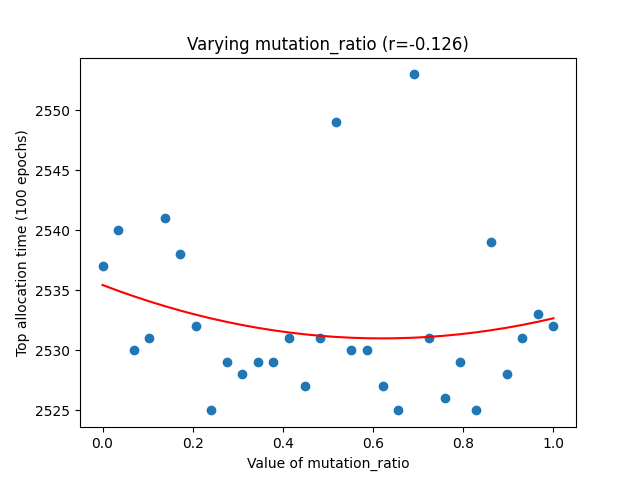 Varying mutation_ratio (r=-0.126)
Top allocation time (100 epochs)
2550
2545
2540
2535
2530
2525
0.0 0.2 0.4 0.6 0.8 1.0
Value of mutation_ratio